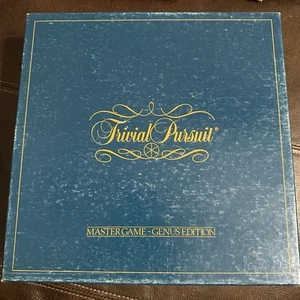 Trivial Pursuit®
MASTER GAME - GENUS EDITION